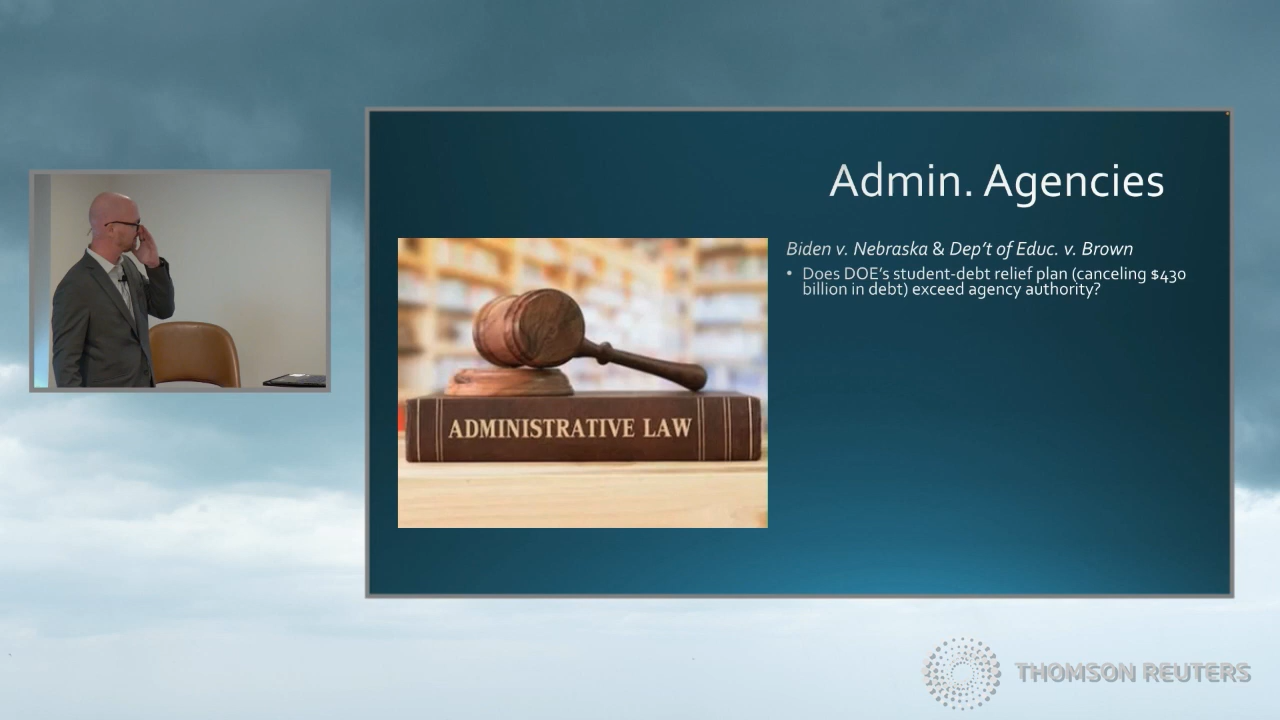 Admin. Agencies
Biden v. Nebraska & Dep't of Educ. v. Brown
• Does DOE's student-debt relief plan (canceling $430
billion in debt) exceed agency authority?
ADMINISTRATIVE LAW
THOMSON REUTERS